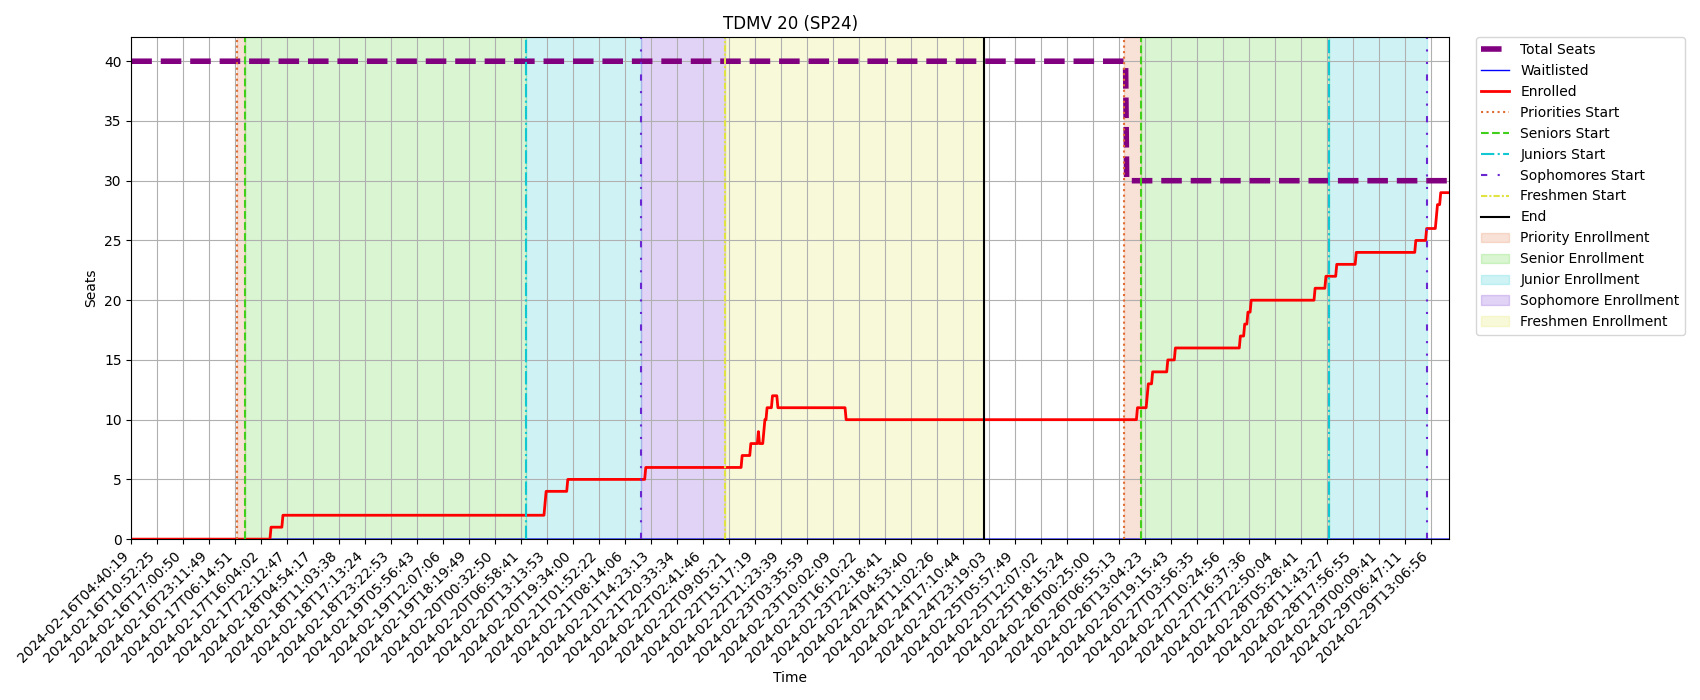 TDMV 20 (SP24)
Seats
40
35
30
25
20
15
10
5
0
2024-02-16T04:40:19
2024-02-16T10:52:25
2024-02-16T17:00:50
2024-02-16T23:11:49
2024-02-17T06:14:51
2024-02-17T16:04:02
2024-02-17T22:12:47
2024-02-18T04:54:17
2024-02-18T11:03:38
2024-02-18T17:13:24
2024-02-18T23:22:53
2024-02-19T05:56:43
2024-02-19T12:07:06
2024-02-19T18:19:49
2024-02-20T00:32:50
2024-02-20T06:58:41
2024-02-20T13:13:53
2024-02-20T19:34:00
2024-02-21T01:52:22
2024-02-21T08:14:06
2024-02-21T14:23:13
2024-02-21T20:33:34
2024-02-22T02:41:46
2024-02-22T09:05:21
2024-02-22T15:17:19
2024-02-22T21:23:39
2024-02-23T03:35:59
2024-02-23T10:02:09
2024-02-23T16:10:22
2024-02-23T22:18:41
2024-02-24T04:53:40
2024-02-24T11:02:26
2024-02-24T17:10:44
2024-02-24T23:19:03
2024-02-25T05:57:49
2024-02-25T12:07:02
2024-02-25T18:15:24
2024-02-26T00:25:00
2024-02-26T06:55:13
2024-02-26T13:04:23
2024-02-26T19:15:43
2024-02-27T03:56:35
2024-02-27T10:24:56
2024-02-27T16:37:36
2024-02-27T22:50:04
2024-02-28T05:28:41
2024-02-28T11:43:27
2024-02-28T17:56:55
2024-02-29T00:09:41
2024-02-29T06:47:11
2024-02-29T13:06:56
Time
Total Seats
Waitlisted
Enrolled
Priorities Start
Seniors Start
Juniors Start
Sophomores Start
Freshmen Start
End
Priority Enrollment
Senior Enrollment
Junior Enrollment
Sophomore Enrollment
Freshmen Enrollment